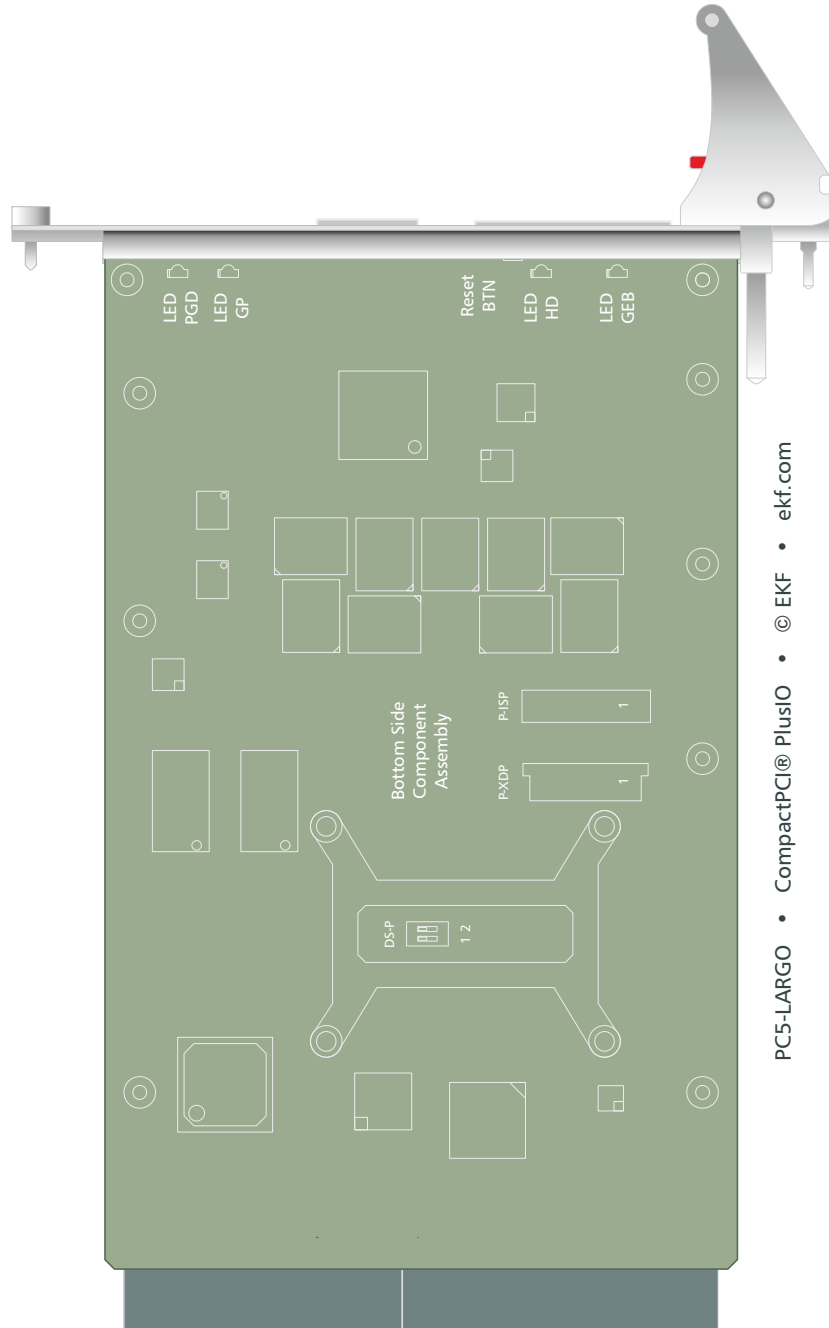 LED
PGD
LED
GP
Reset
BTN
LED
HD
LED
GEB
Bottom Side
Component
Assembly
P-ISP
1
P-XDP
1
DS-P
1 2
PC5-LARGO • CompactPCI® PlusIO • © EKF • ekf.com